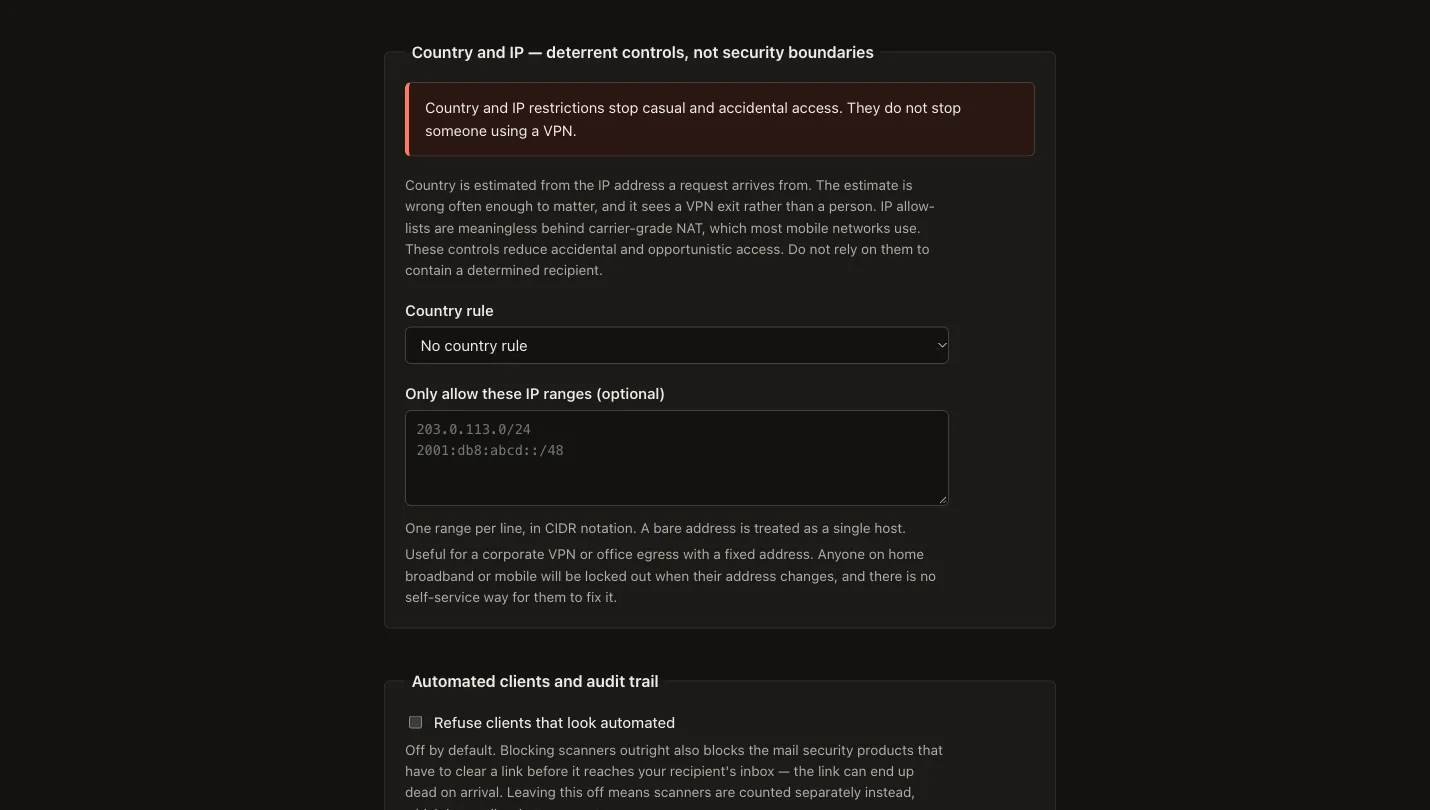 Country and IP — deterrent controls, not security boundaries
Country and IP restrictions stop casual and accidental access. They do not stop
someone using a VPN.
Country is estimated from the IP address a request arrives from. The estimate is
wrong often enough to matter, and it sees a VPN exit rather than a person. IP allow-
lists are meaningless behind carrier-grade NAT, which most mobile networks use.
These controls reduce accidental and opportunistic access. Do not rely on them to
contain a determined recipient.
Country rule
No country rule
Only allow these IP ranges (optional)
203.0.113.0/24
2001:db8:abcd::/48
One range per line, in CIDR notation. A bare address is treated as a single host.
Useful for a corporate VPN or office egress with a fixed address. Anyone on home
broadband or mobile will be locked out when their address changes, and there is no
self-service way for them to fix it.
Automated clients and audit trail
Refuse clients that look automated
Off by default. Blocking scanners outright also blocks the mail security products that
have to clear a link before it reaches your recipient's inbox — the link can end up
dead on arrival. Leaving this off means scanners are counted separately instead,